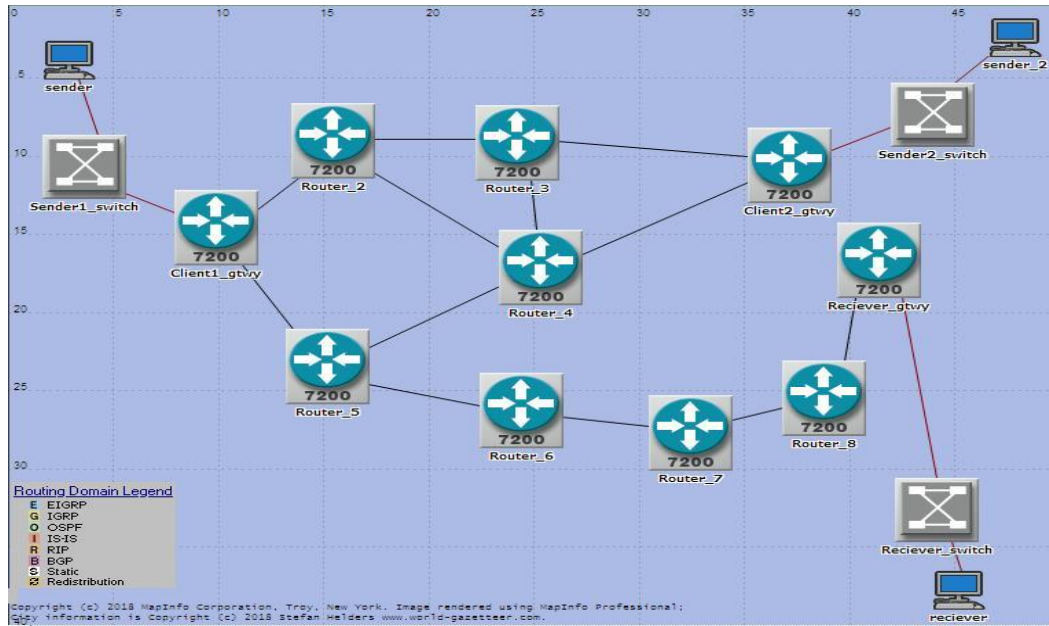 0 5 10 15 20 25 30 35 40 45
sender
sender_2
.5
7200
Router_2
7200
Router_3
Sender2_switch
10
7200
Client2_gtwy
Sender1_switch
7200
Client1_gtwy
15
7200
Router_4
7200
Reciever_gtwy
20
7200
Router_5
25
7200
Router_6
7200
Router_7
7200
Router_8
30
Routing Domain Legend
E EIGRP
G IGRP
O OSPF
I IS-IS
R RIP
B BGP
S Static
Redistribution
Reciever_switch
reciever
Copyright (c) 2018 MapInfo Corporation, Troy, New York. Image rendered using MapInfo Professional;
City information is Copyright (c) 2018 Stefan Helders www.world-gazetteer.com.